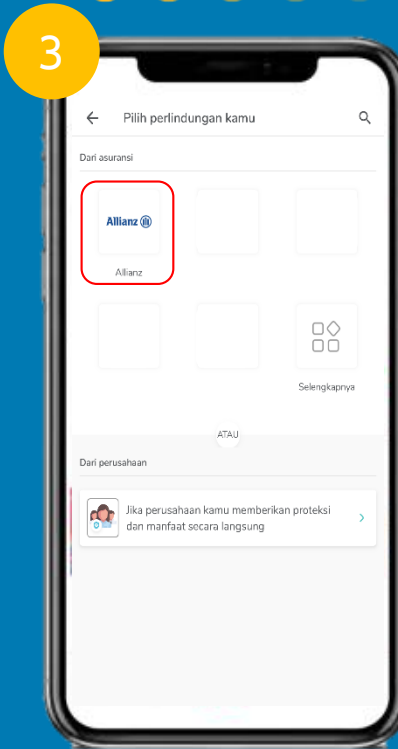 3
Pilih perlindungan kamu
Dari asuransi
Allianz
Allianz
Selengkapnya
ATAU
Dari perusahaan
Jika perusahaan kamu memberikan proteksi
dan manfaat secara langsung